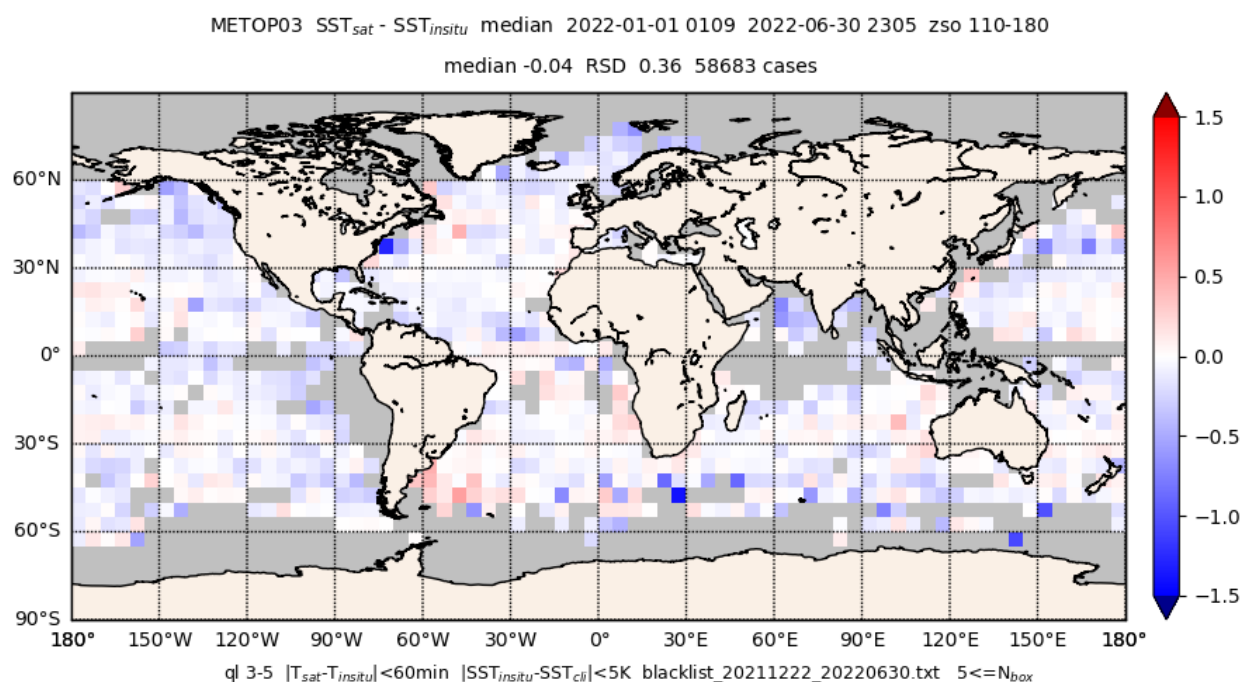 METOP03 SST_sat - SST_insitu median 2022-01-01 0109 2022-06-30 2305 zso 110-180
median -0.04 RSD 0.36 58683 cases
60°N
30°N
0°
30°S
60°S
90°S
180° 150°W 120°W 90°W 60°W 30°W 0° 30°E 60°E 90°E 120°E 150°E 180°
1.5
1.0
0.5
0.0
−0.5
−1.0
−1.5
ql 3-5 |T_sat-T_insitu|<60min |SST_insitu-SST_cli|<5K blacklist_20211222_20220630.txt 5<=N_box